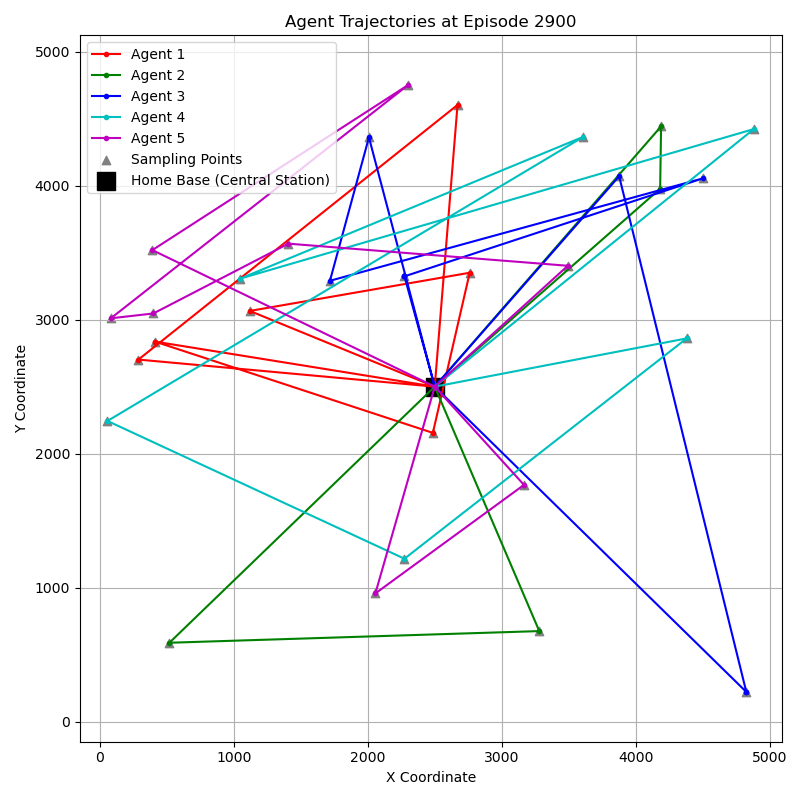 Agent Trajectories at Episode 2900
Agent 1
Agent 2
Agent 3
Agent 4
Agent 5
Sampling Points
Home Base (Central Station)
5000
4000
3000
2000
1000
0
Y Coordinate
0 1000 2000 3000 4000 5000
X Coordinate